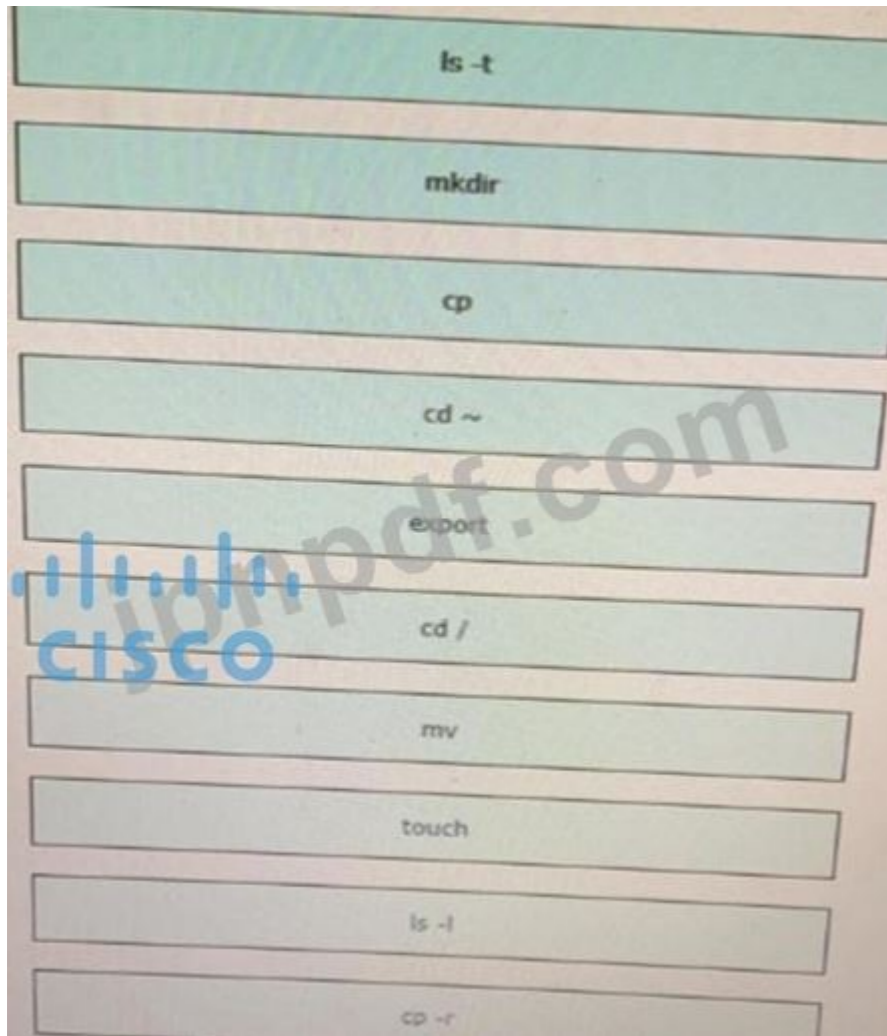 ls -t
mkdir
cp
cd ~
export
cd /
mv
touch
ls -l
cp -r
jpnpdf.com
CISCO